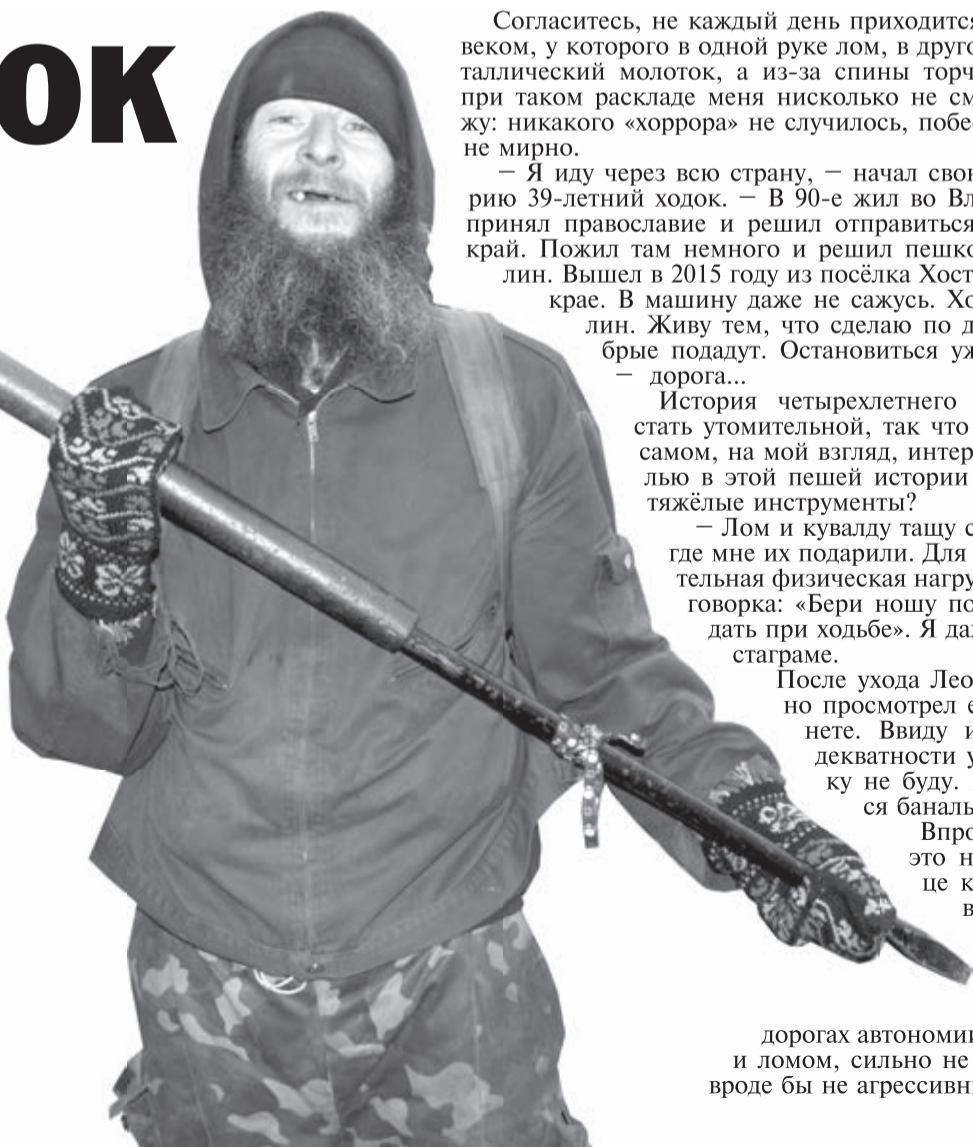 ОК
Согласитесь, не каждый день приходится
веком, у которого в одной руке лом, в друго
таллический молоток, а из-за спины торч
при таком раскладе меня нисколько не см
жу: никакого «хоррора» не случилось, побе
не мирно.
– Я иду через всю страну, – начал свою
рию 39-летний ходок. – В 90-е жил во Вл
принял православие и решил отправиться
край. Пожил там немного и решил пешко
лин. Вышел в 2015 году из посёлка Хост
крае. В машину даже не сажусь. Хо
лин. Живу тем, что сделаю по д
брые подадут. Остановиться уж
– дорога...
История четырехлетнего
стать утомительной, так что
самом, на мой взгляд, интер
лью в этой пешей истории
тяжёлые инструменты?
– Лом и кувалду тащу с
где мне их подарили. Для
тельная физическая нагру
говорка: «Бери ношу по
дать при ходьбе». Я да
стаграме.
После ухода Лео
но просмотрел е
нете. Ввиду и
декватности у
ку не буду.
ся баналь
Впро
это н
це к
в
дорогах автономии
и ломом, сильно не
вроде бы не агрессивн